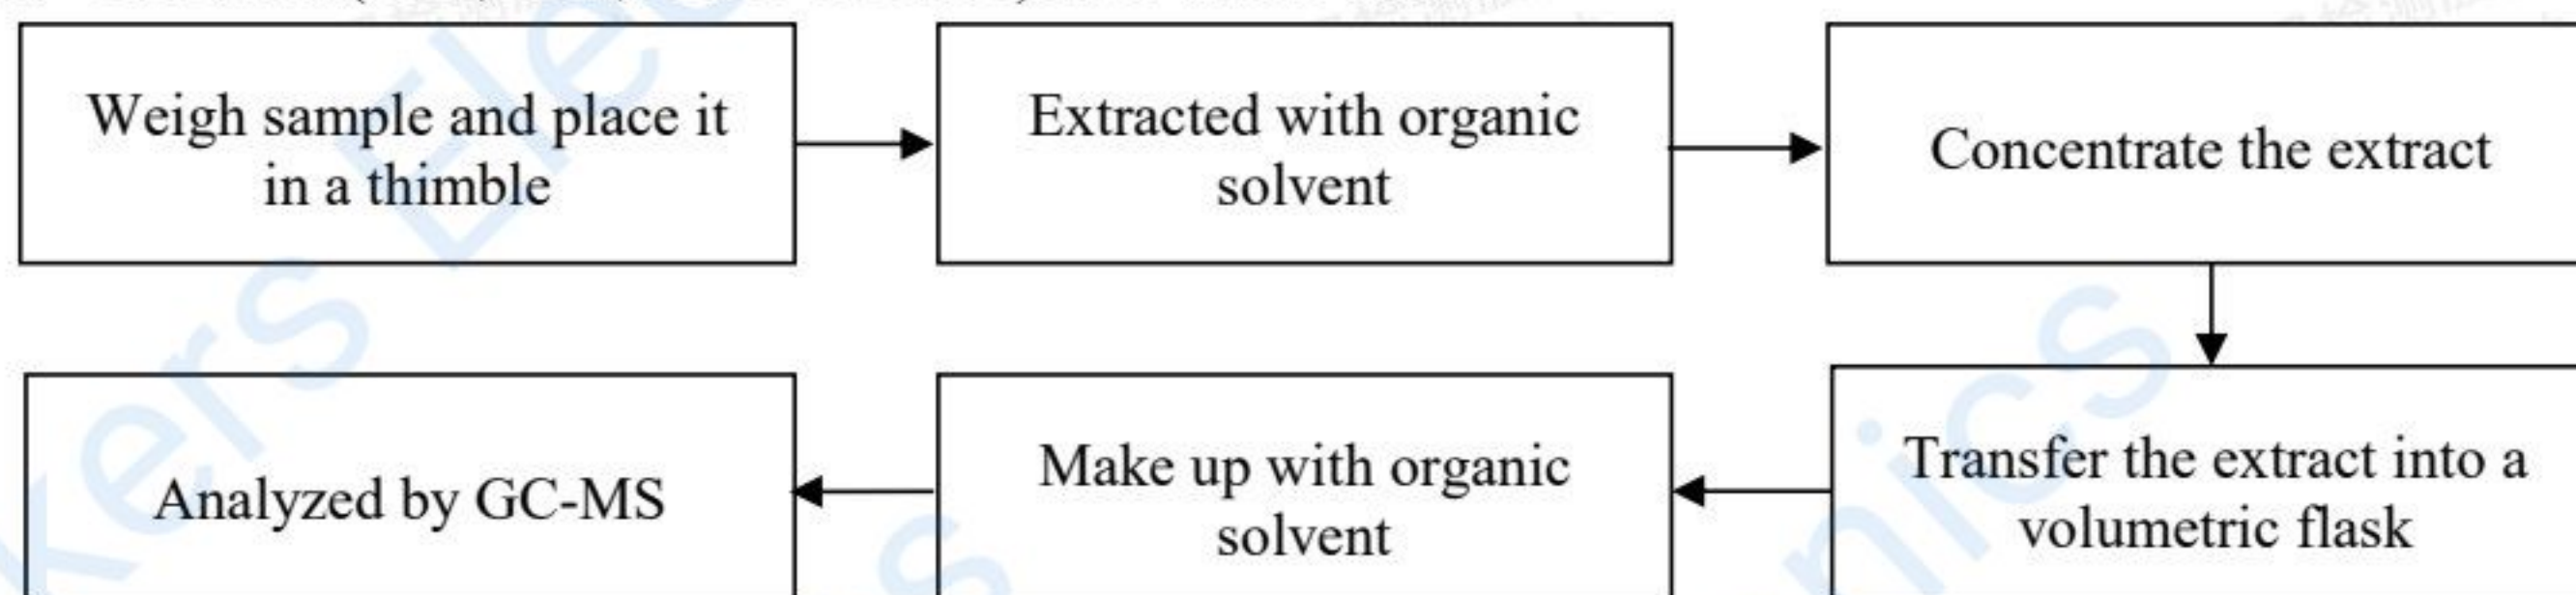 Weigh sample and place it
in a thimble
Extracted with organic
solvent
Concentrate the extract
Transfer the extract into a
volumetric flask
Make up with organic
solvent
Analyzed by GC-MS